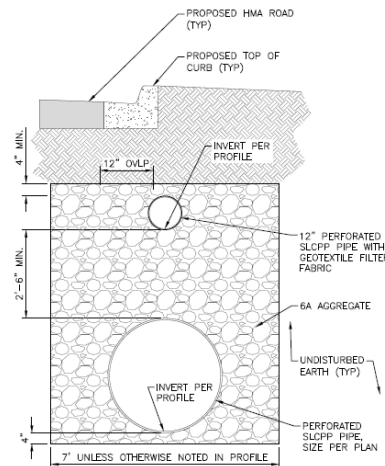 PROPOSED HMA ROAD
(TYP)
PROPOSED TOP OF
CURB (TYP)
4" MIN.
12" OVLP
INVERT PER
PROFILE
12" PERFORATED
SLCPP PIPE WITH
GEOTEXTILE FILTER
FABRIC
2'-6" MIN.
6A AGGREGATE
UNDISTURBED
EARTH (TYP)
INVERT PER
PROFILE
PERFORATED
SLCPP PIPE,
SIZE PER PLAN
4"
7' UNLESS OTHERWISE NOTED IN PROFILE